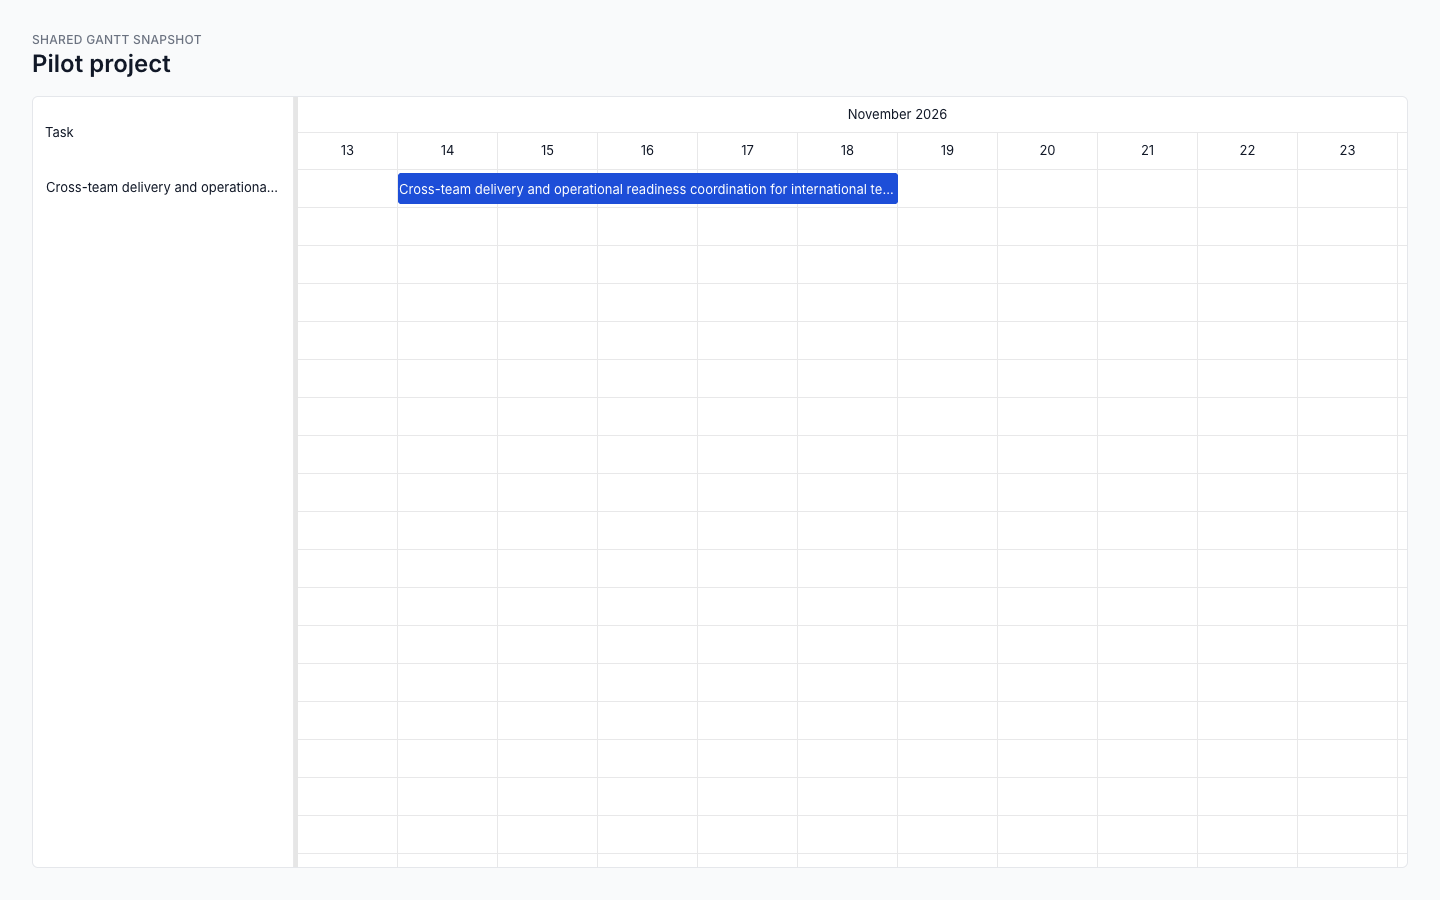 SHARED GANTT SNAPSHOT
Pilot project
Task
November 2026
13 14 15 16 17 18 19 20 21 22 23
Cross-team delivery and operationa...
Cross-team delivery and operational readiness coordination for international te...